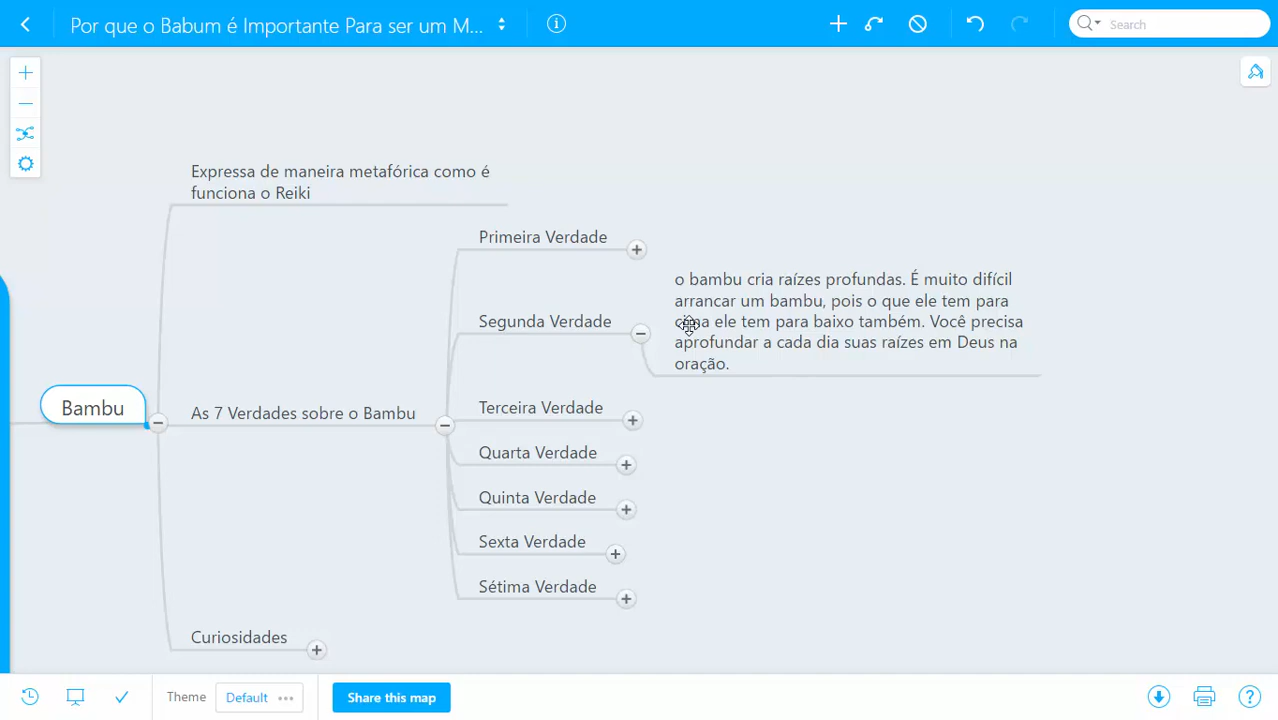 Por que o Babum é Importante Para ser um M...
Search
Expressa de maneira metafórica como é
funciona o Reiki
Primeira Verdade
o bambu cria raízes profundas. É muito difícil
arrancar um bambu, pois o que ele tem para
cima ele tem para baixo também. Você precisa
aprofundar a cada dia suas raízes em Deus na
oração.
Segunda Verdade
Bambu
As 7 Verdades sobre o Bambu
Terceira Verdade
Quarta Verdade
Quinta Verdade
Sexta Verdade
Sétima Verdade
Curiosidades
Theme
Default
Share this map